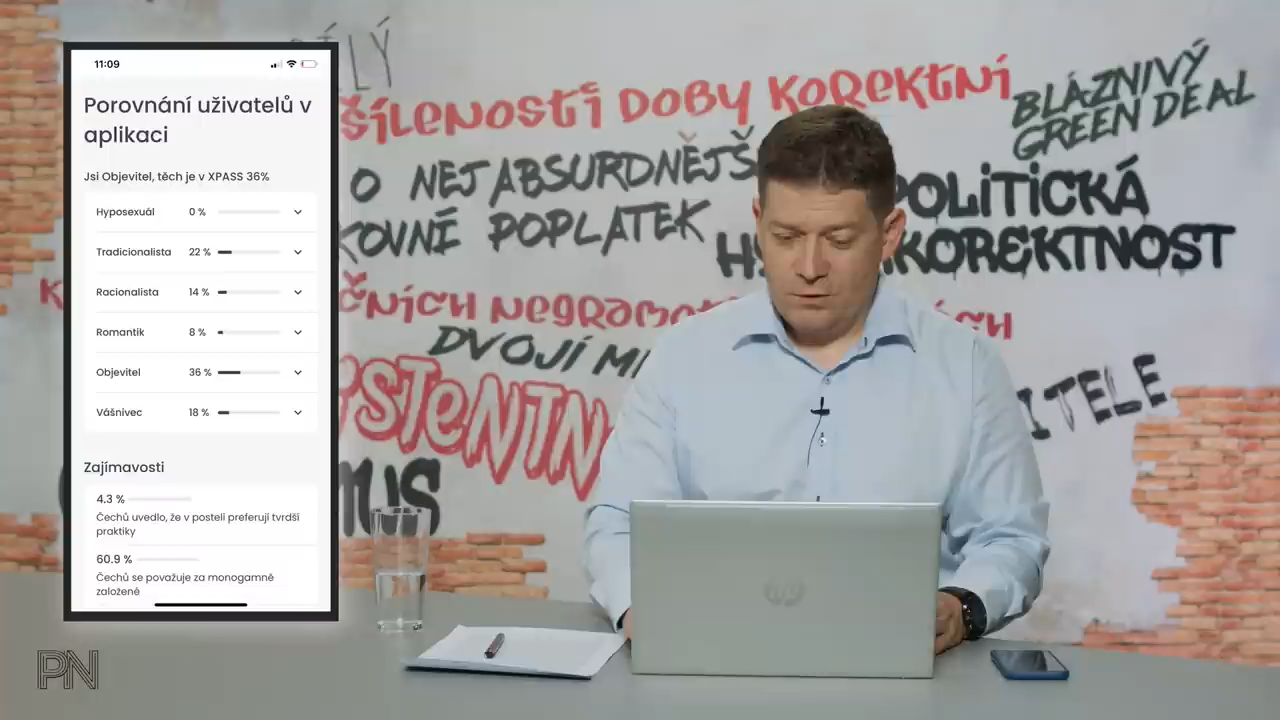 11:09
Porovnání uživatelů v
aplikaci
Jsi Objevitel, těch je v XPASS 36%
Hyposexuál 0 %
Tradicionalista 22 %
Racionalista 14 %
Romantik 8 %
Objevitel 36 %
Vášnivec 18 %
Zajímavosti
4.3 %
Čechů uvedlo, že v posteli preferují tvrdší
praktiky
60.9 %
Čechů se považuje za monogamně
založené
ŠÍLENOSTI DOBY KOREKTNÍ
BLÁZNIVÝ
GREEN DEAL
O NEJABSURDNĚJŠ
KOVNÍ POPLATEK
POLITICKÁ
KOREKTNOST
DVOJÍ
hp
PN